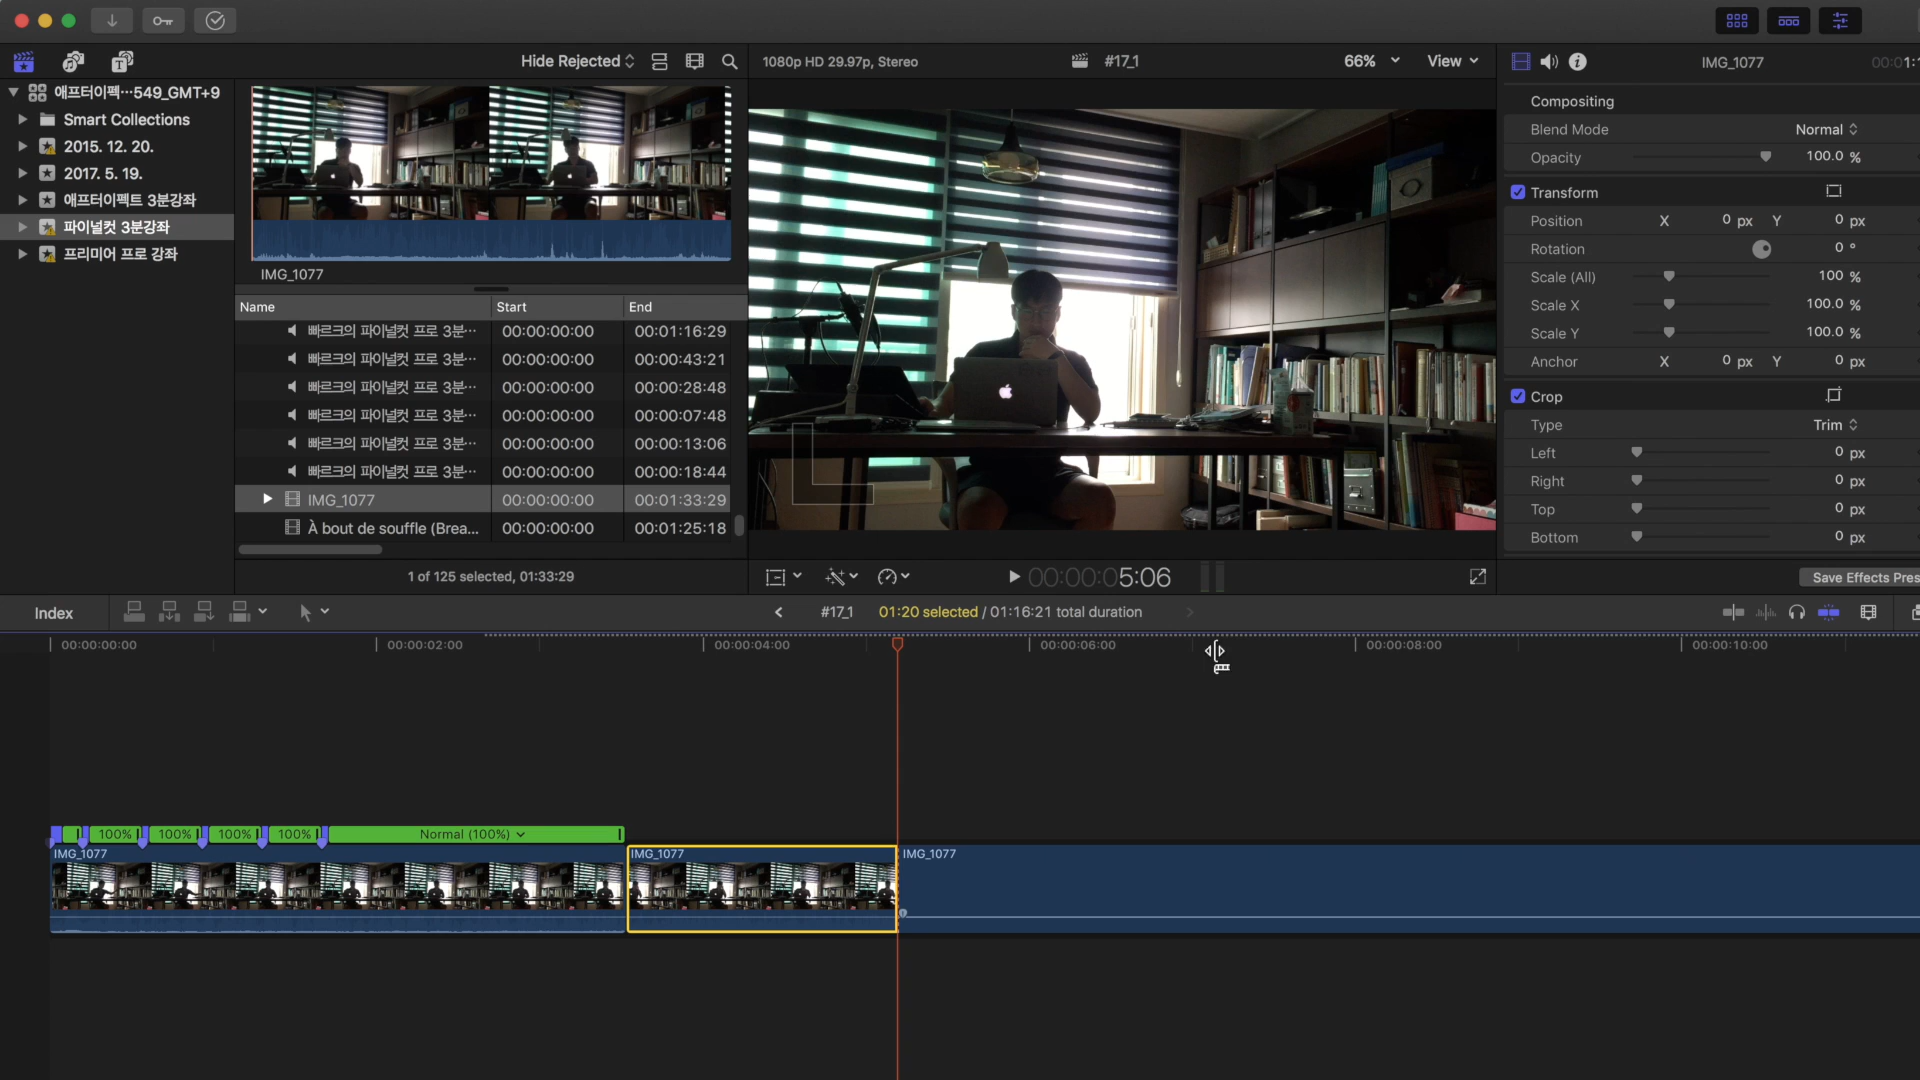 Hide Rejected
1080p HD 29.97p, Stereo
#17_1
66%
View
IMG_1077
00:00:01:1
애프터이펙…549_GMT+9
Smart Collections
2015. 12. 20.
2017. 5. 19.
애프터이펙트 3분강좌
파이널컷 3분강좌
프리미어 프로 강좌
IMG_1077
Name Start End
빠르크의 파이널컷 프로 3분… 00:00:00:00 00:01:16:29
빠르크의 파이널컷 프로 3분… 00:00:00:00 00:00:43:21
빠르크의 파이널컷 프로 3분… 00:00:00:00 00:00:28:48
빠르크의 파이널컷 프로 3분… 00:00:00:00 00:00:07:48
빠르크의 파이널컷 프로 3분… 00:00:00:00 00:00:13:06
빠르크의 파이널컷 프로 3분… 00:00:00:00 00:00:18:44
IMG_1077 00:00:00:00 00:01:33:29
À bout de souffle (Brea... 00:00:00:00 00:01:25:18
1 of 125 selected, 01:33:29
00:00:05:06
Compositing
Blend Mode Normal
Opacity 100.0 %
Transform
Position X 0 px Y 0 px
Rotation 0 °
Scale (All) 100 %
Scale X 100.0 %
Scale Y 100.0 %
Anchor X 0 px Y 0 px
Crop
Type Trim
Left 0 px
Right 0 px
Top 0 px
Bottom 0 px
Save Effects Pres
Index
#17_1
01:20 selected / 01:16:21 total duration
00:00:00:00 00:00:02:00 00:00:04:00 00:00:06:00 00:00:08:00 00:00:10:00
100% 100% 100% 100% Normal (100%)
IMG_1077 IMG_1077 IMG_1077